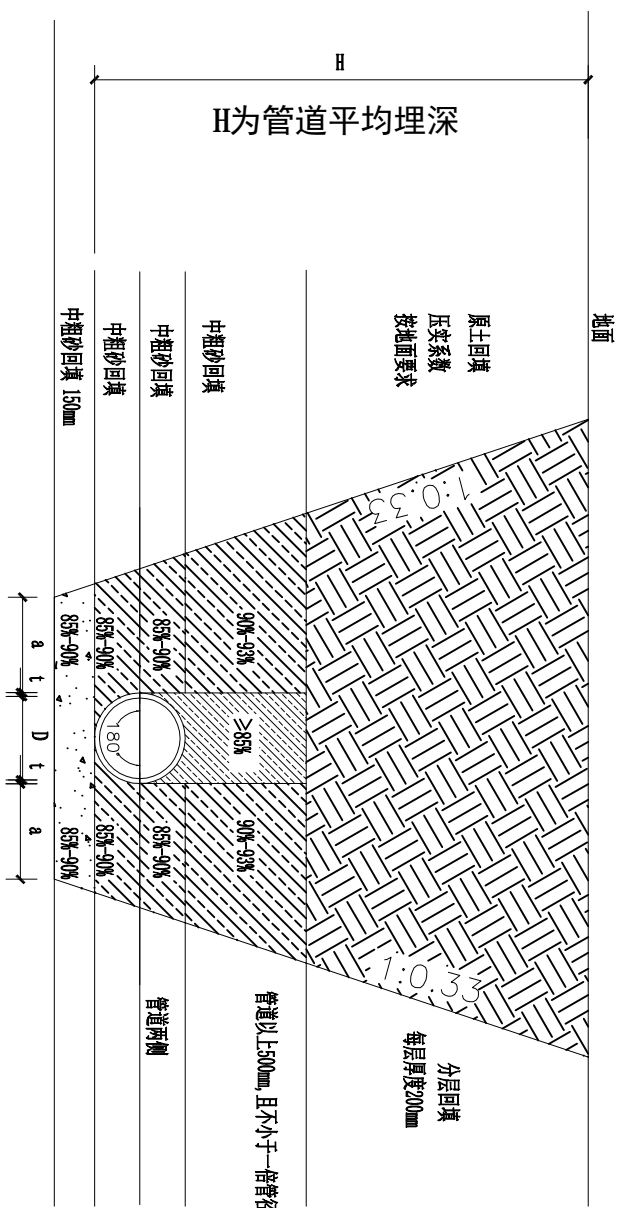 H
H为管道平均埋深
地面
原土回填
压实系数
按地面要求
中粗砂回填
中粗砂回填
中粗砂回填
中粗砂回填 150mm
1:0.33
1:0.33
90%-93%
≥85%
90%-93%
85%-90%
85%-90%
85%-90%
180°
85%-90%
85%-90%
85%-90%
a t D t a
分层回填
每层厚度200mm
管道以上500mm,且不小于一倍管径
管道两侧